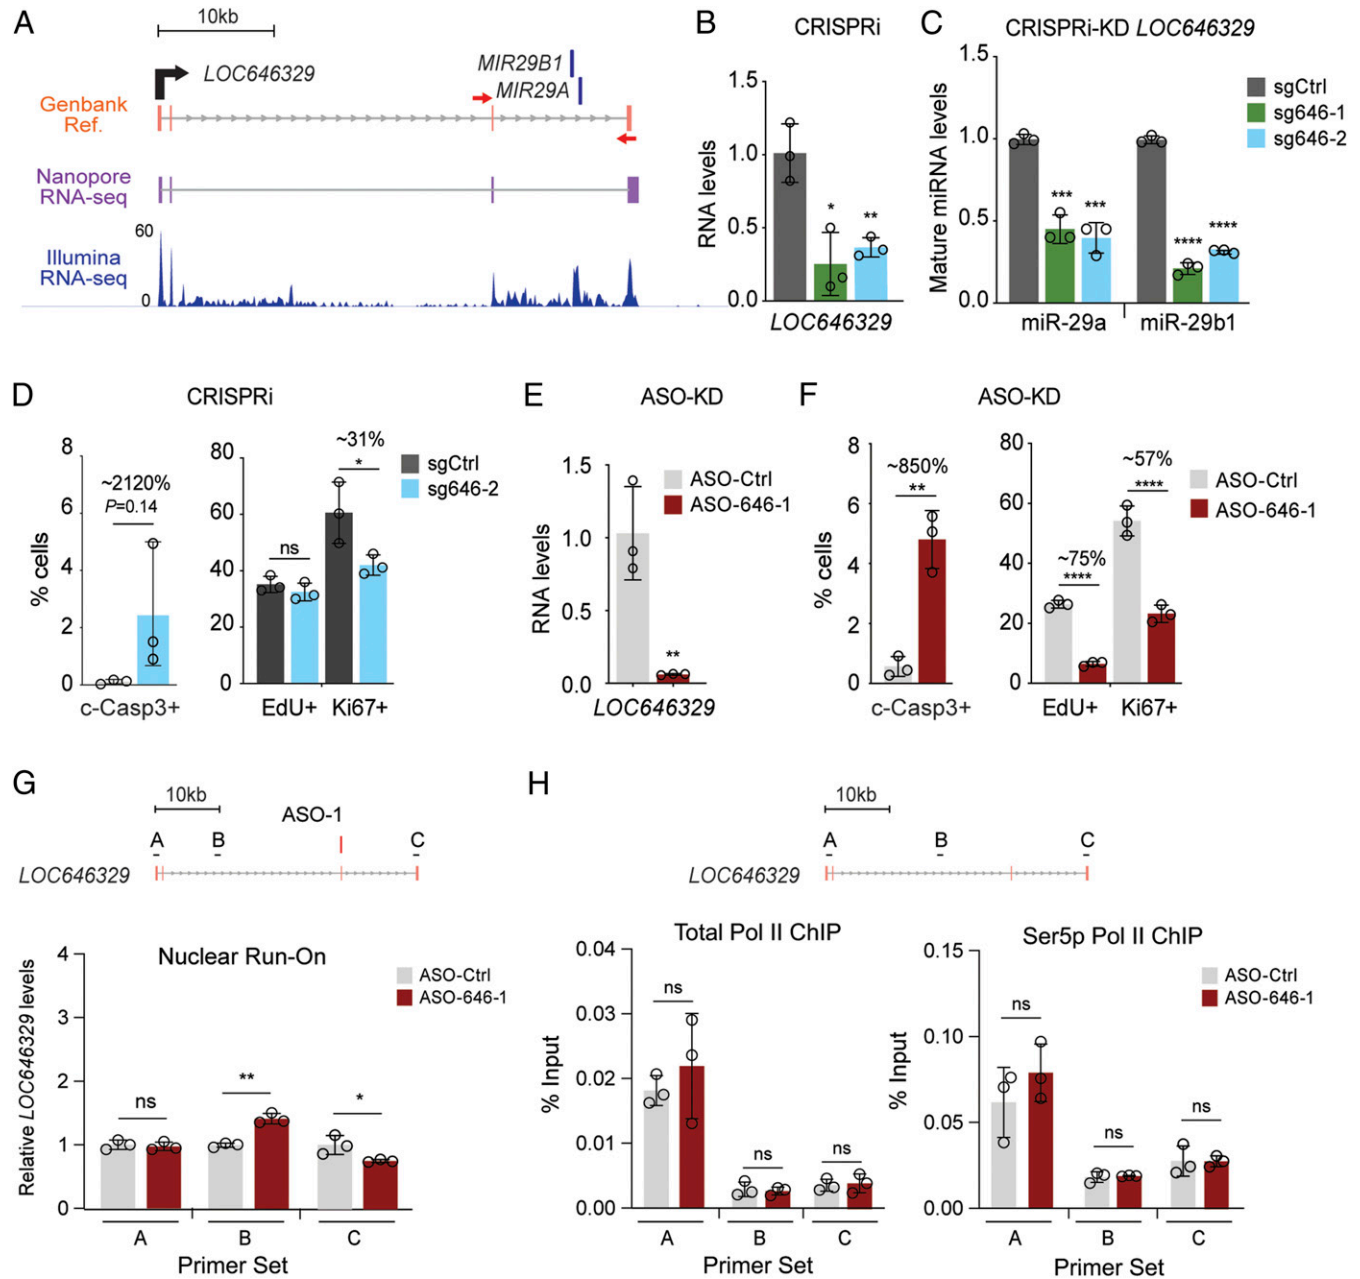 A
10kb
LOC646329
MIR29B1
MIR29A
Genbank
Ref.
Nanopore
RNA-seq
60
Illumina
RNA-seq
0
B
CRISPRi
RNA levels
1.5
1.0
0.5
0.0
*
**
LOC646329
C
CRISPRi-KD LOC646329
Mature miRNA levels
1.5
1.0
0.5
0.0
***
***
****
****
miR-29a
miR-29b1
sgCtrl
sg646-1
sg646-2
D
CRISPRi
% cells
8
6
4
2
0
~2120%
P=0.14
c-Casp3+
80
60
40
20
0
ns
~31%
*
EdU+
Ki67+
sgCtrl
sg646-2
E
ASO-KD
RNA levels
1.5
1.0
0.5
0.0
**
LOC646329
ASO-Ctrl
ASO-646-1
F
ASO-KD
% cells
8
6
4
2
0
~850%
**
c-Casp3+
80
60
40
20
0
~75%
****
~57%
****
EdU+
Ki67+
ASO-Ctrl
ASO-646-1
G
10kb
ASO-1
A
B
C
LOC646329
Nuclear Run-On
Relative LOC646329 levels
4
3
2
1
0
ns
**
*
A
B
C
Primer Set
ASO-Ctrl
ASO-646-1
H
10kb
A
B
C
LOC646329
Total Pol II ChIP
% Input
0.04
0.03
0.02
0.01
0.00
ns
ns
ns
A
B
C
Primer Set
Ser5p Pol II ChIP
% Input
0.15
0.10
0.05
0.00
ns
ns
ns
A
B
C
Primer Set
ASO-Ctrl
ASO-646-1